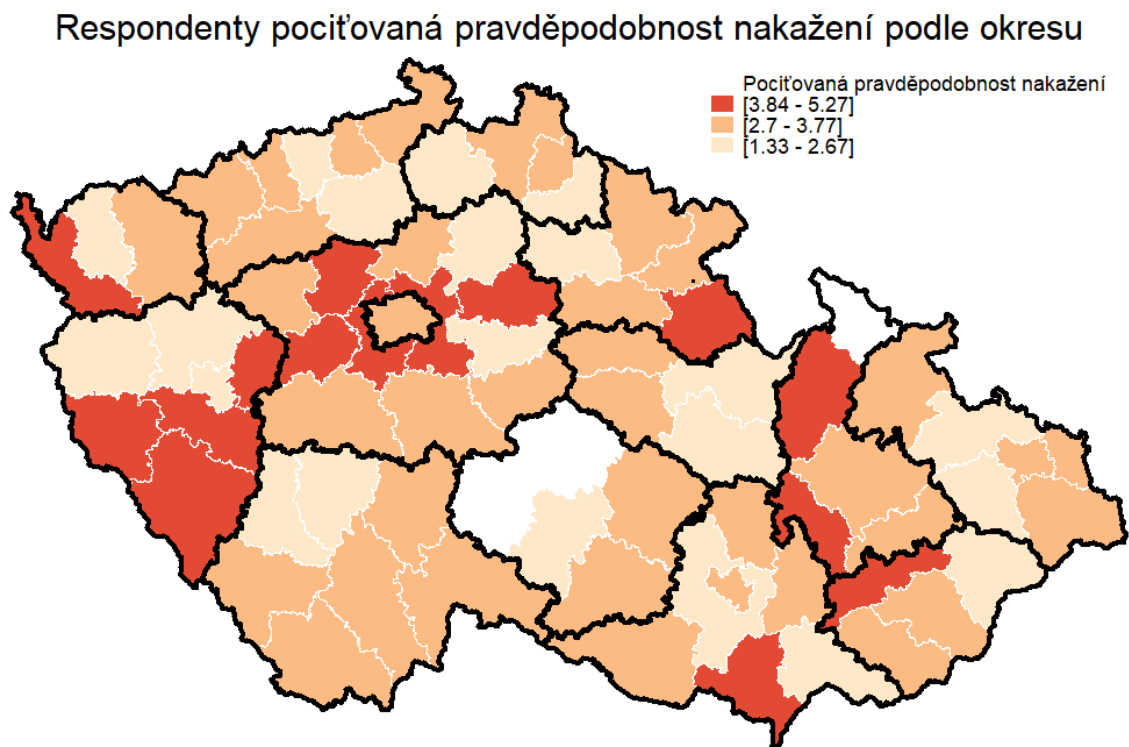 Respondenty pociťovaná pravděpodobnost nakažení podle okresu
Pociťovaná pravděpodobnost nakažení
[3.84 - 5.27]
[2.7 - 3.77]
[1.33 - 2.67]